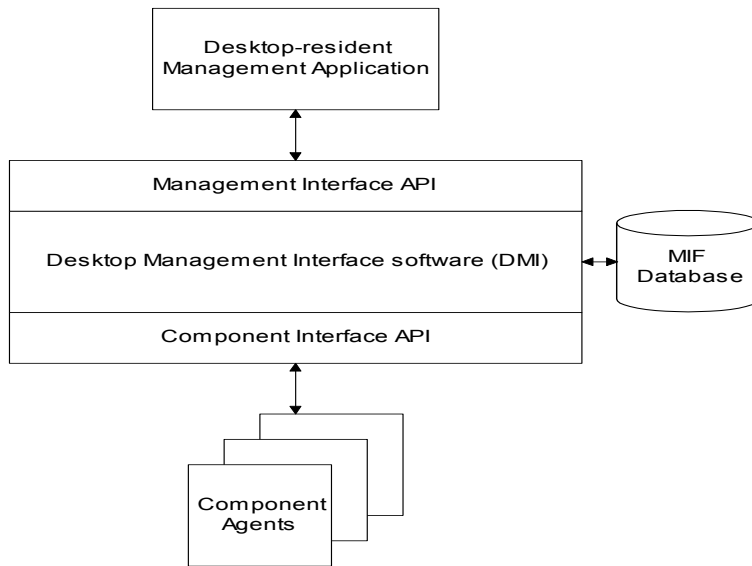 Desktop-resident
Management Application
Management Interface API
Desktop Management Interface software (DMI)
MIF
Database
Component Interface API
Component
Agents